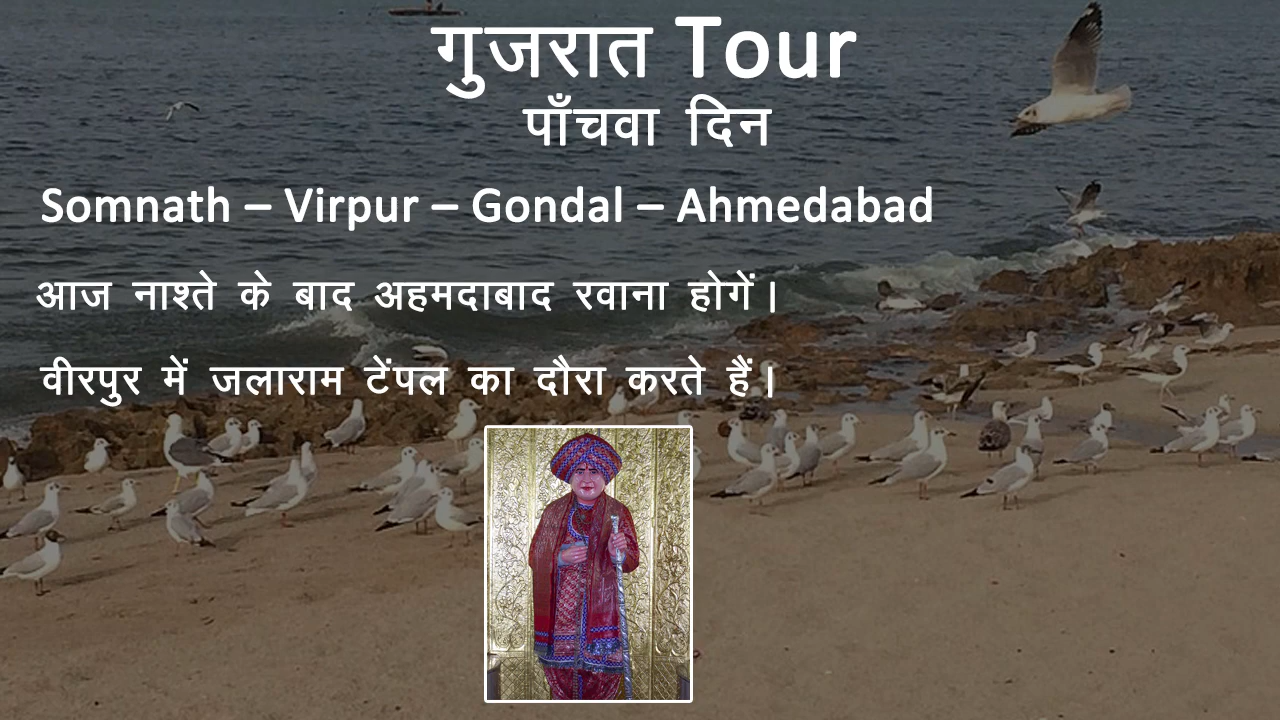 गुजरात Tour
पाँचवा दिन
Somnath – Virpur – Gondal – Ahmedabad
आज नाश्ते के बाद अहमदाबाद रवाना होगें।
वीरपुर में जलाराम टेंपल का दौरा करते हैं।